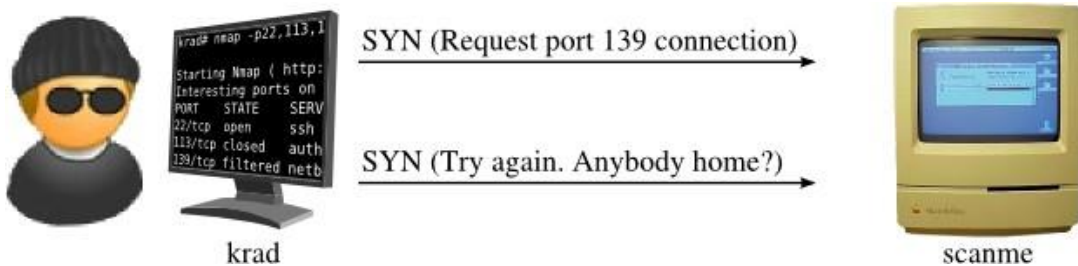 krad# nmap -p22,113,1
Starting Nmap ( http:
Interesting ports on
PORT STATE SERV
22/tcp open ssh
113/tcp closed auth
139/tcp filtered netb
SYN (Request port 139 connection)
SYN (Try again. Anybody home?)
krad
scanme